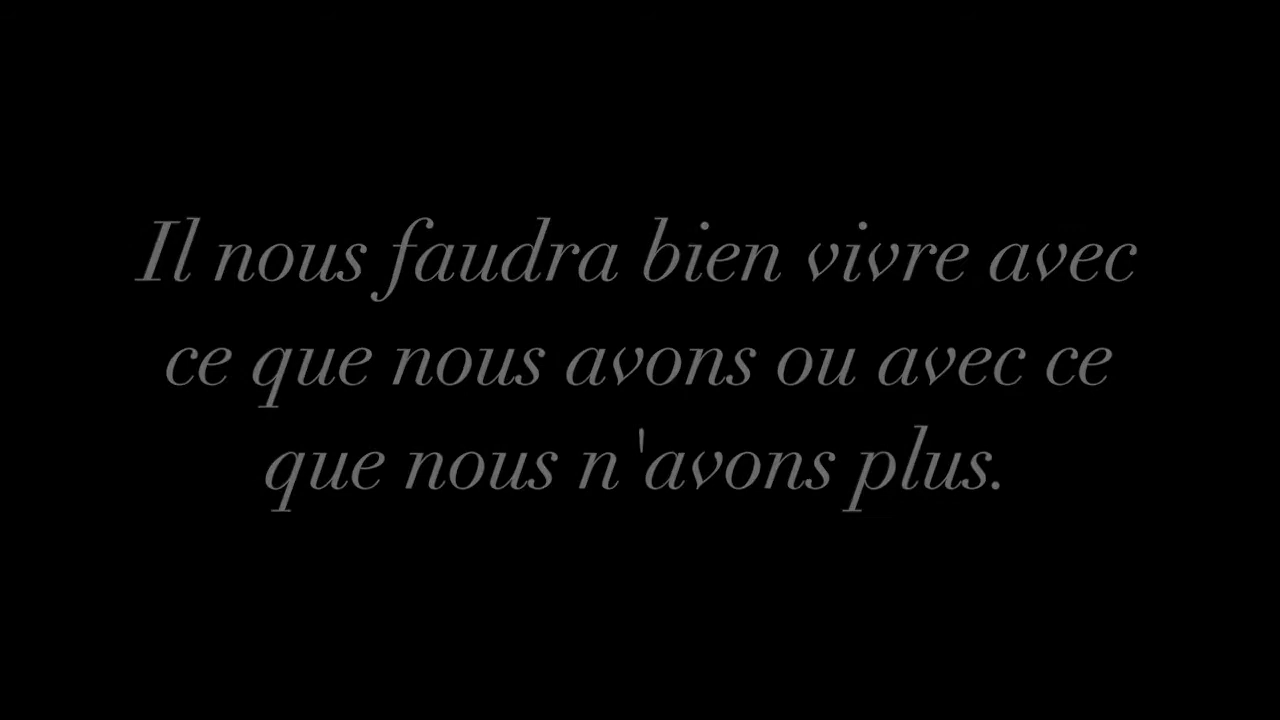 Il nous faudra bien vivre avec
ce que nous avons ou avec ce
que nous n'avons plus.